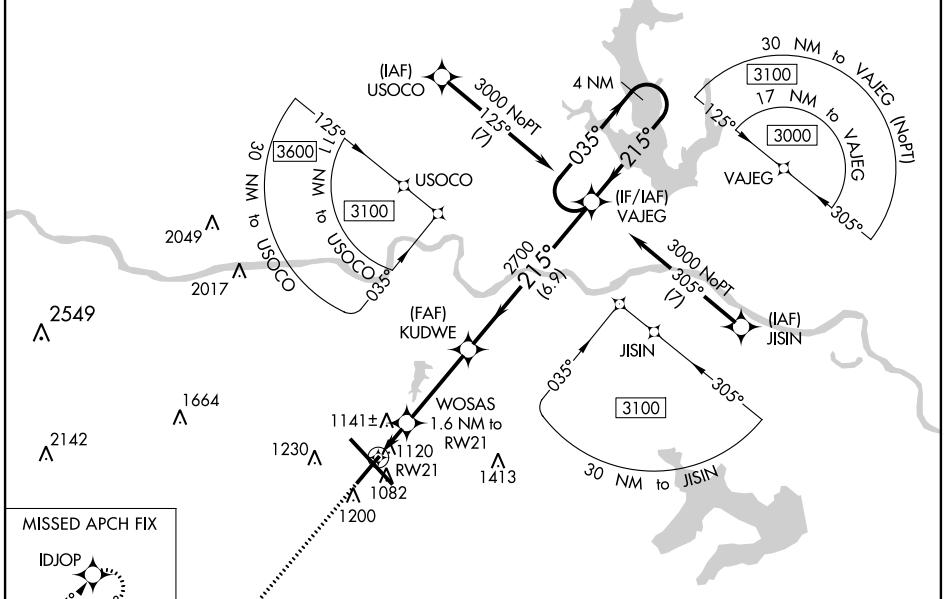 (IAF)
USOCO
3000 NoPT
125°
(7)
4 NM
035°
215°
(IF/IAF)
VAJEG
30 NM to VAJEG (NoPT)
3100
17 NM to VAJEG
3000
125°
VAJEG
305°
125°
3600
11 NM to USOCO
3100
30 NM to USOCO
USOCO
035°
2049
2017
2549
1664
2142
2700
215°
(6.9)
(FAF)
KUDWE
3000 NoPT
305°
(7)
(IAF)
JISIN
JISIN
035°
305°
3100
30 NM to JISIN
WOSAS
1.6 NM to
RW21
1141±
1120
RW21
1230
1082
1200
1413
MISSED APCH FIX
IDJOP